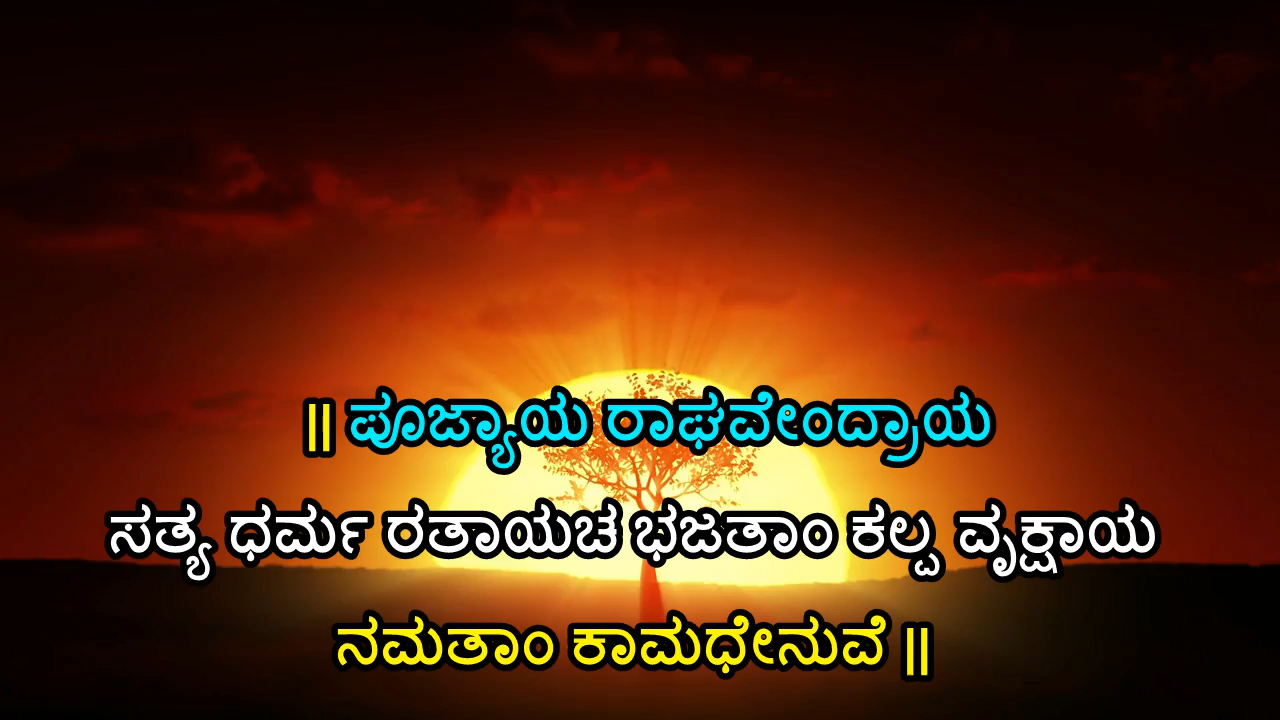 || ಪೂಜ್ಯಾಯ ರಾಘವೇಂದ್ರಾಯ
ಸತ್ಯ ಧರ್ಮ ರತಾಯಚ ಭಜತಾಂ ಕಲ್ಪ ವೃಕ್ಷಾಯ
ನಮತಾಂ ಕಾಮಧೇನುವೆ ||